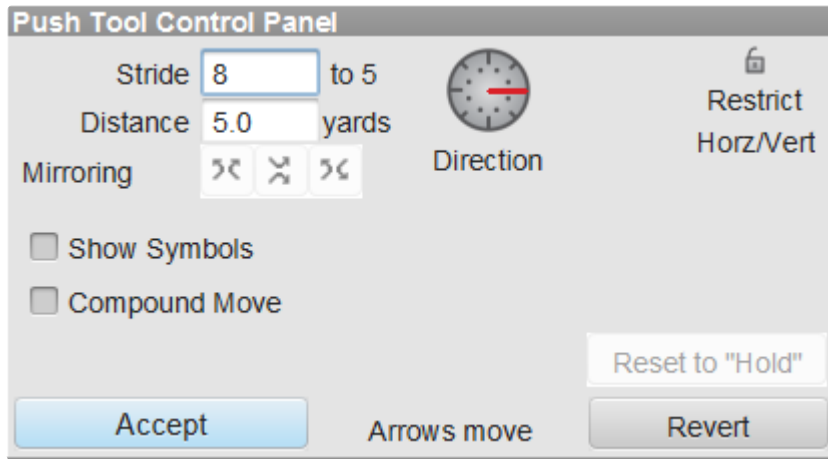 Push Tool Control Panel
Stride 8 to 5
Distance 5.0 yards
Mirroring
Direction
Restrict
Horz/Vert
Show Symbols
Compound Move
Reset to "Hold"
Accept Arrows move Revert